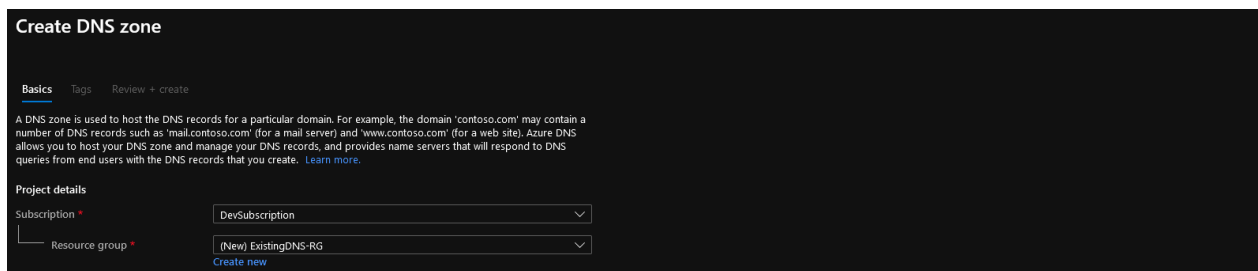 Create DNS zone
Basics Tags Review + create
A DNS zone is used to host the DNS records for a particular domain. For example, the domain 'contoso.com' may contain a
number of DNS records such as 'mail.contoso.com' (for a mail server) and 'www.contoso.com' (for a web site). Azure DNS
allows you to host your DNS zone and manage your DNS records, and provides name servers that will respond to DNS
queries from end users with the DNS records that you create. Learn more.
Project details
Subscription * DevSubscription
Resource group * (New) ExistingDNS-RG
Create new